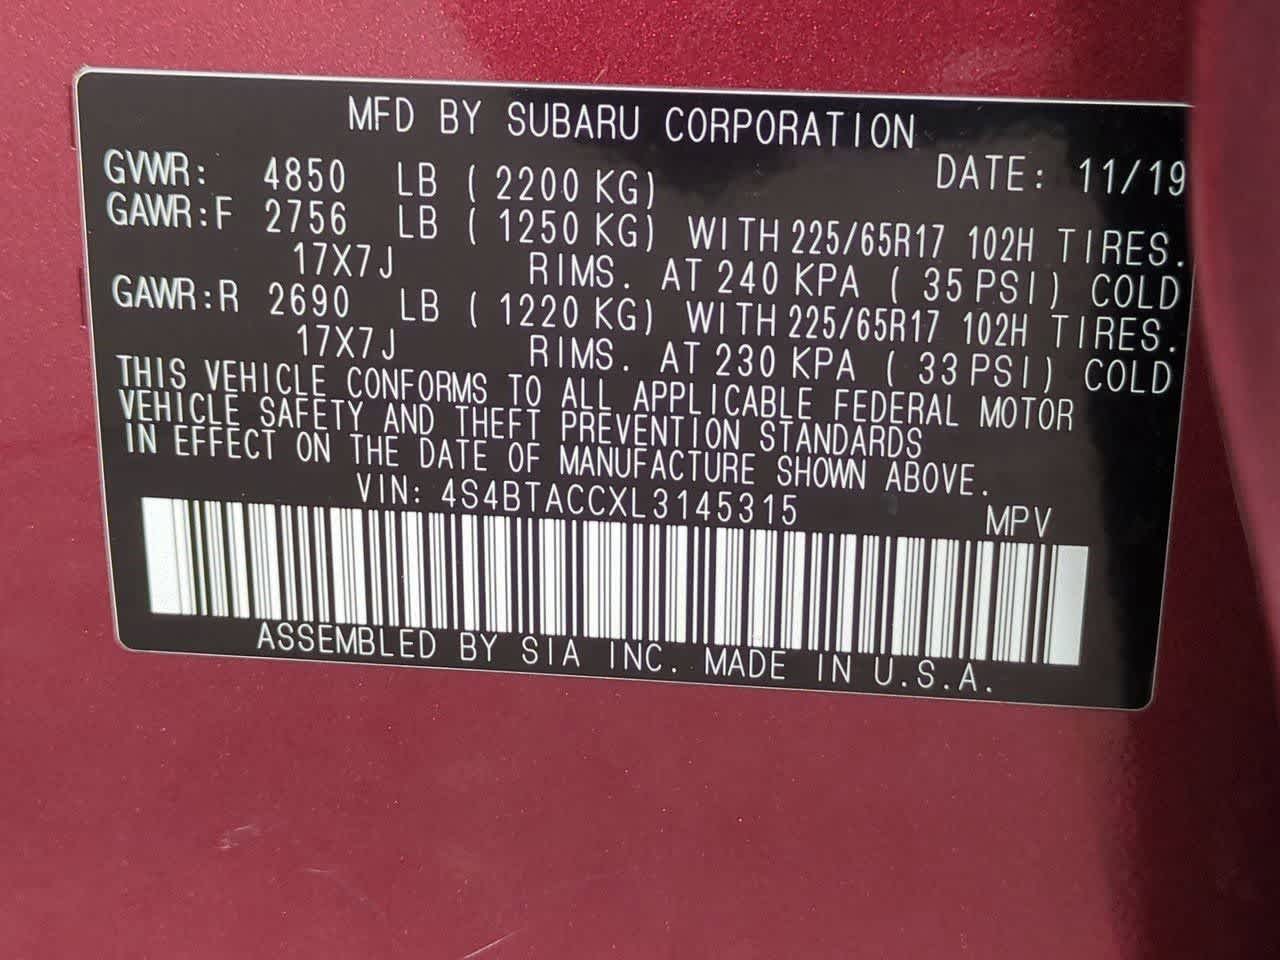 MFD BY SUBARU CORPORATION
DATE: 11/19
GVWR: 4850 LB ( 2200 KG)
GAWR:F 2756 LB ( 1250 KG) WITH 225/65R17 102H TIRES.
17X7J RIMS. AT 240 KPA ( 35 PSI) COLD
GAWR:R 2690 LB ( 1220 KG) WITH 225/65R17 102H TIRES.
17X7J RIMS. AT 230 KPA ( 33 PSI) COLD
THIS VEHICLE CONFORMS TO ALL APPLICABLE FEDERAL MOTOR
VEHICLE SAFETY AND THEFT PREVENTION STANDARDS
IN EFFECT ON THE DATE OF MANUFACTURE SHOWN ABOVE.
VIN: 4S4BTACCXL3145315 MPV
ASSEMBLED BY SIA INC. MADE IN U.S.A.